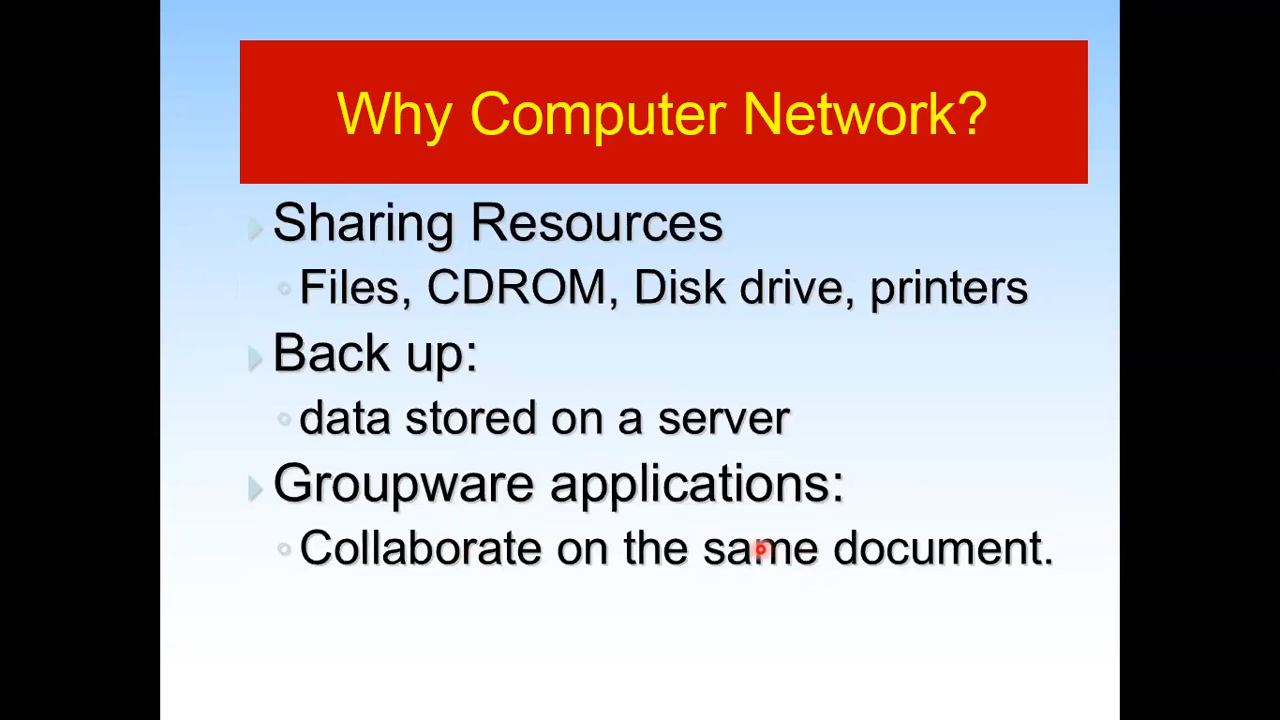 Why Computer Network?
Sharing Resources
Files, CDROM, Disk drive, printers
Back up:
data stored on a server
Groupware applications:
Collaborate on the same document.